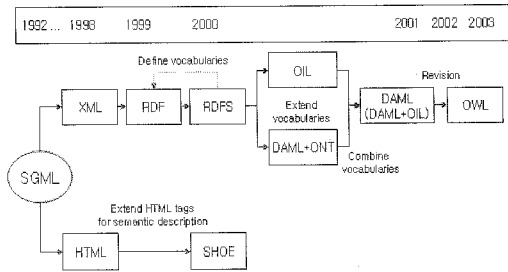 1992 ... 1998 1999 2000 2001 2002 2003
Define vocabularies
OIL
Revision
XML
RDF
RDFS
Extend
vocabularies
DAML
(DAML+OIL)
OWL
DAML+ONT
Combine
vocabularies
SGML
Extend HTML tags
for sementic description
HTML
SHOE